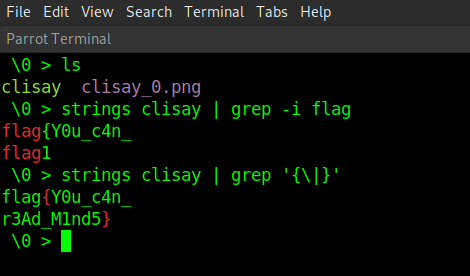 File Edit View Search Terminal Tabs Help
Parrot Terminal
\0 > ls
clisay  clisay_0.png
\0 > strings clisay | grep -i flag
flag{Y0u_c4n_
flag1
\0 > strings clisay | grep '{\|}'
flag{Y0u_c4n_
r3Ad_M1nd5}
\0 >